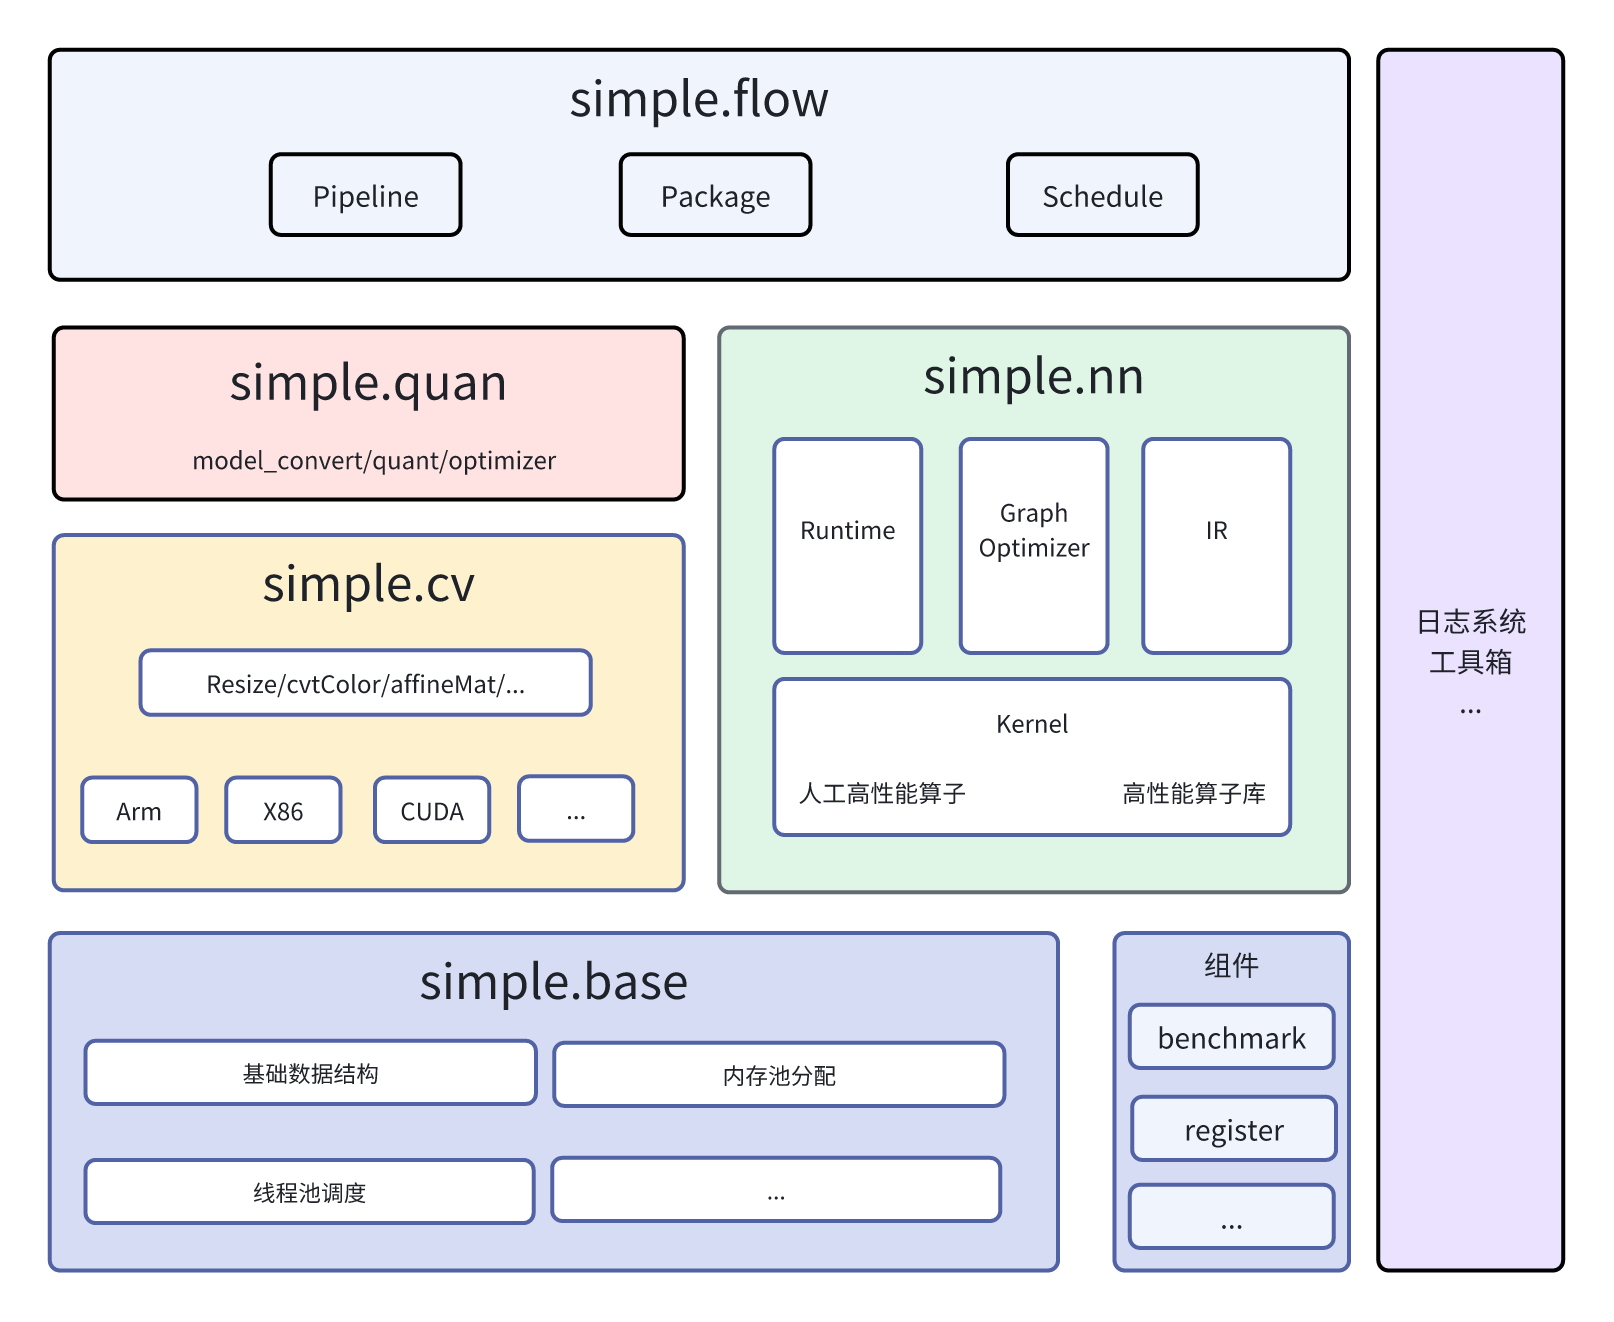 simple.flow
Pipeline
Package
Schedule
simple.quan
model_convert/quant/optimizer
simple.cv
Resize/cvtColor/affineMat/...
Arm
X86
CUDA
...
simple.nn
Runtime
Graph
Optimizer
IR
Kernel
人工高性能算子
高性能算子库
simple.base
基础数据结构
内存池分配
线程池调度
...
组件
benchmark
register
...
日志系统
工具箱
...